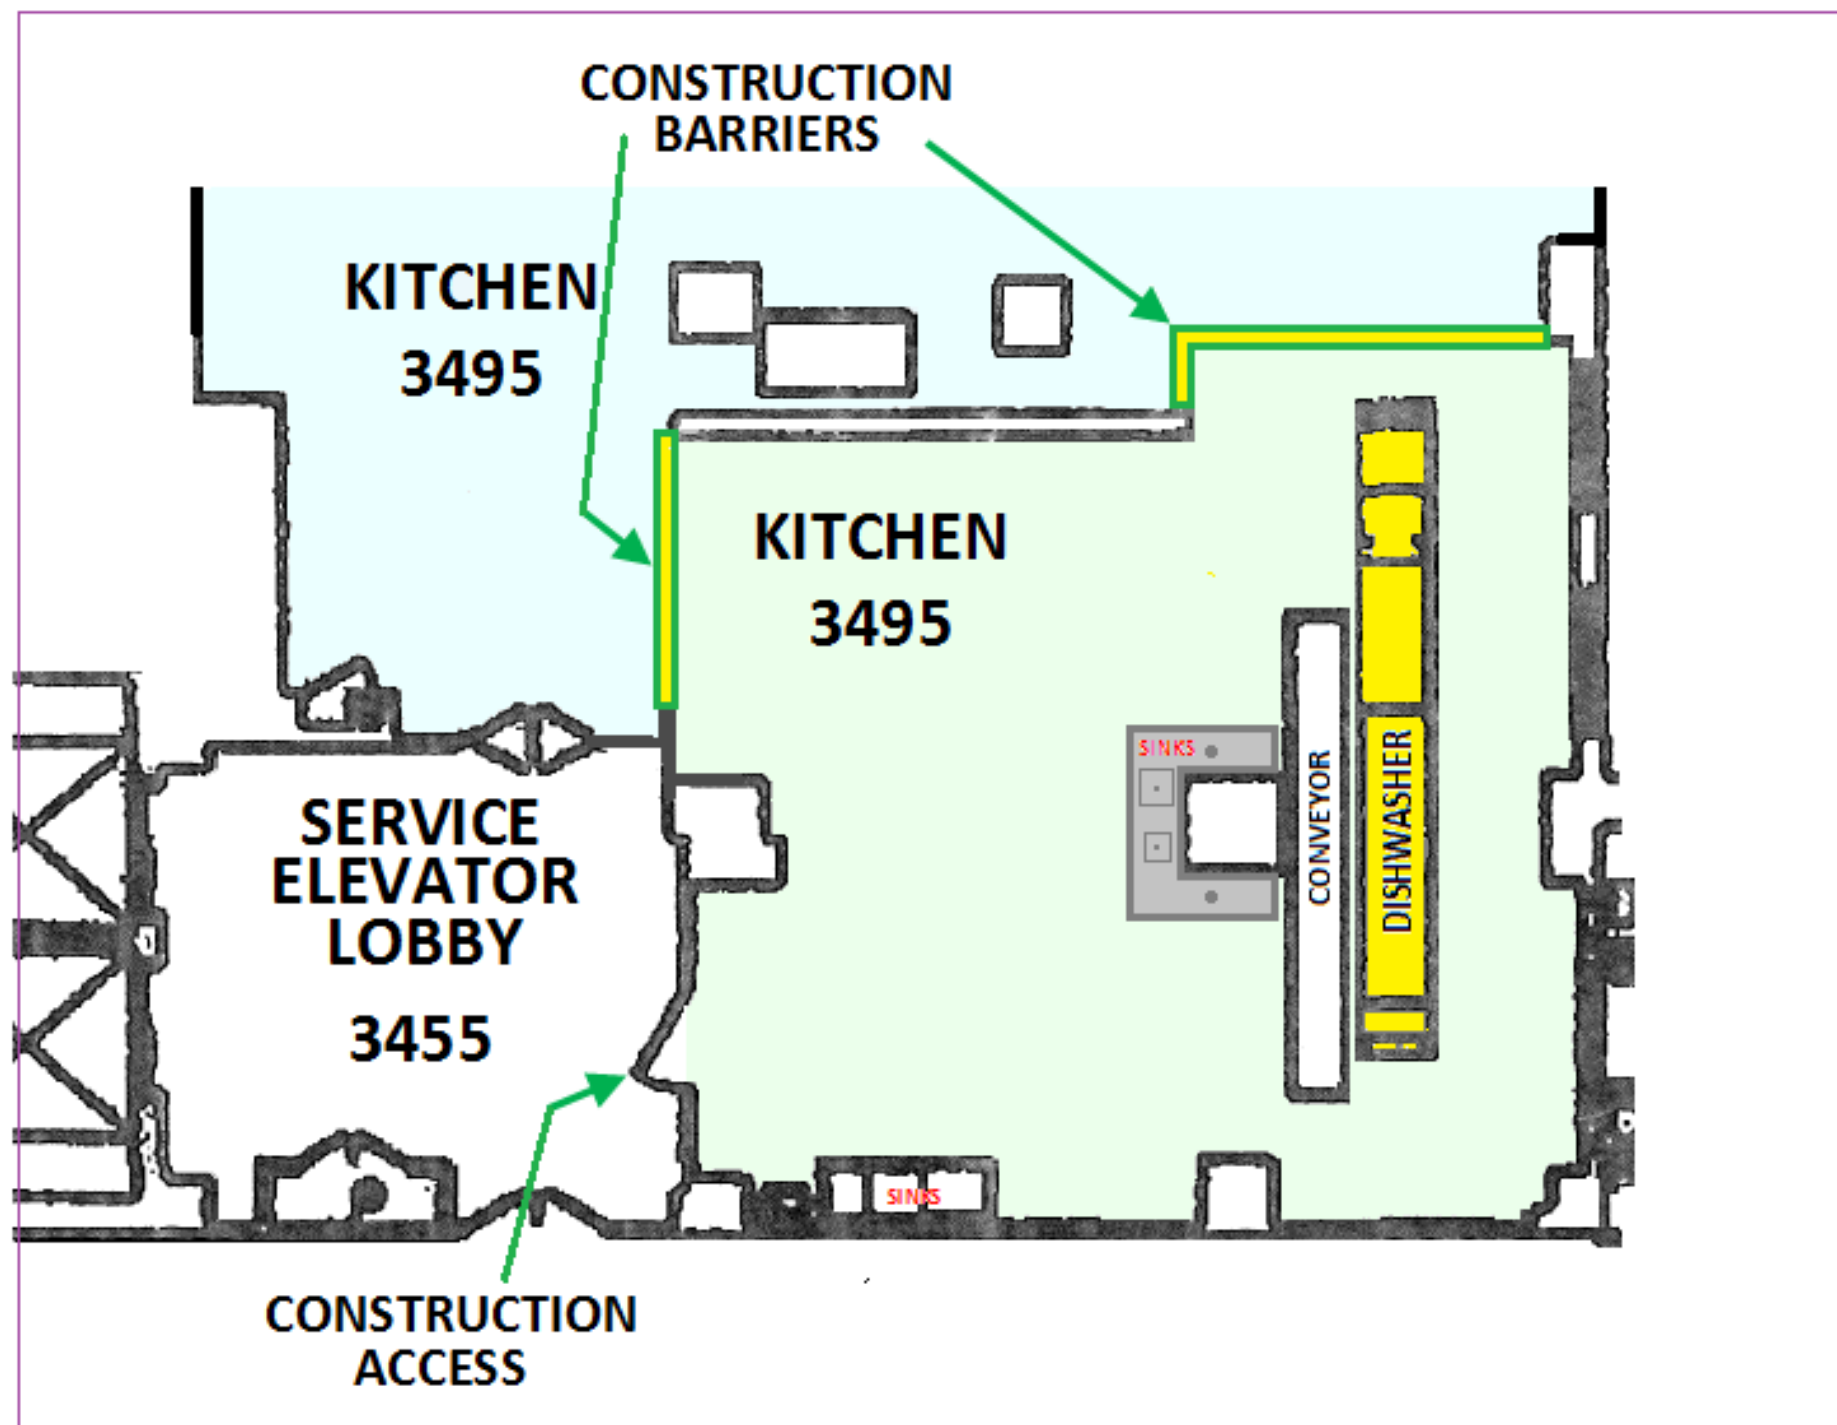 CONSTRUCTION
BARRIERS
KITCHEN
3495
KITCHEN
3495
SINKS
CONVEYOR
DISHWASHER
SERVICE
ELEVATOR
LOBBY
3455
SINKS
CONSTRUCTION
ACCESS